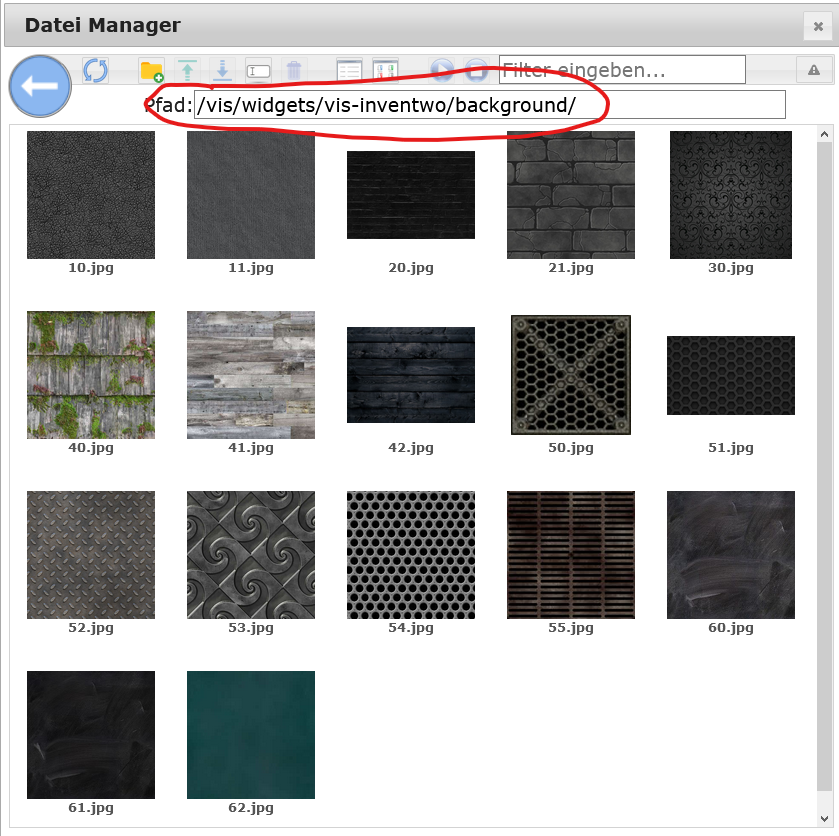 Datei Manager
Filter eingeben...
Pfad: /vis/widgets/vis-inventwo/background/
10.jpg 11.jpg 20.jpg 21.jpg 30.jpg
40.jpg 41.jpg 42.jpg 50.jpg 51.jpg
52.jpg 53.jpg 54.jpg 55.jpg 60.jpg
61.jpg 62.jpg